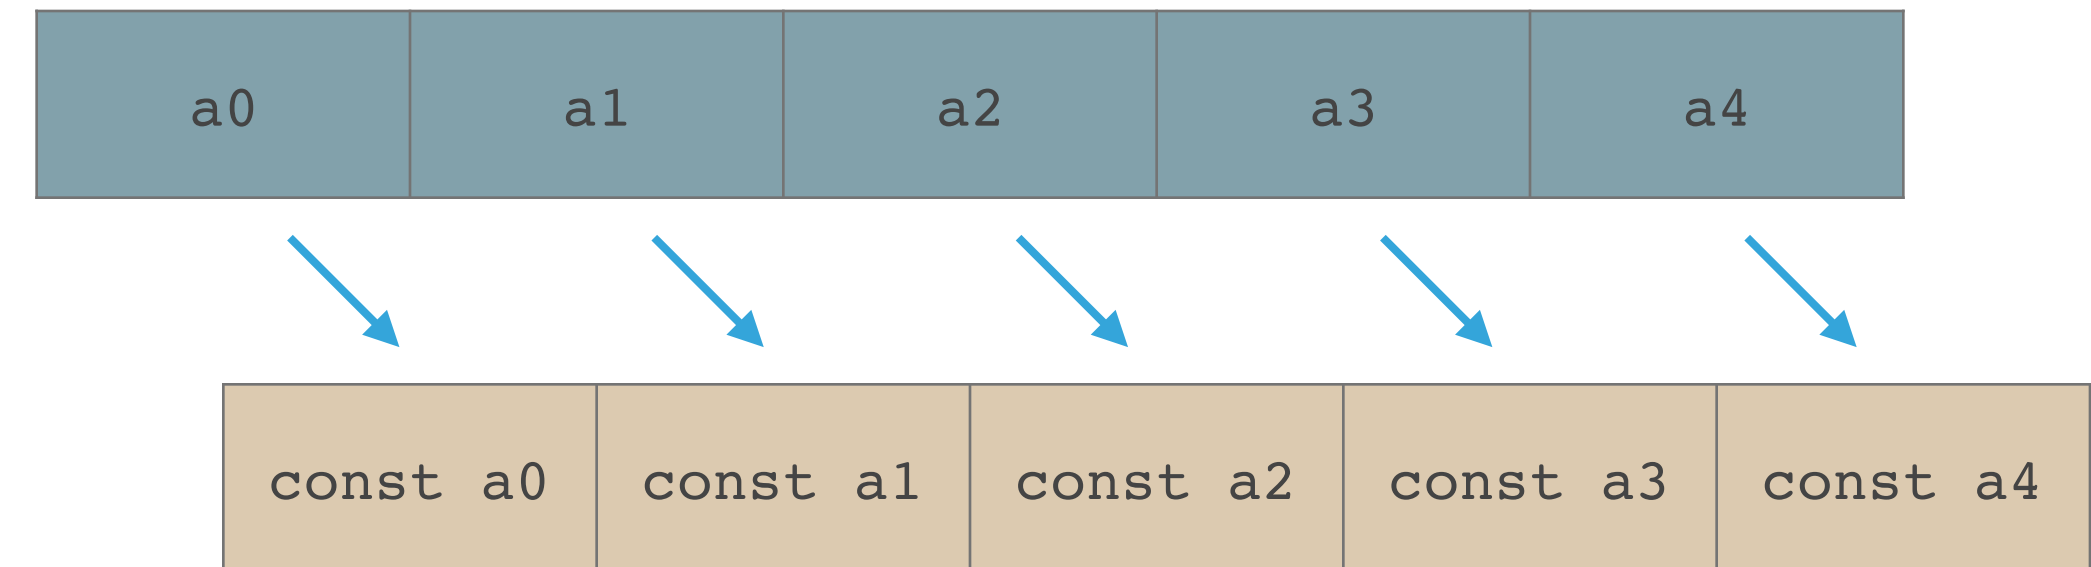 a0 a1 a2 a3 a4
const a0 const a1 const a2 const a3 const a4